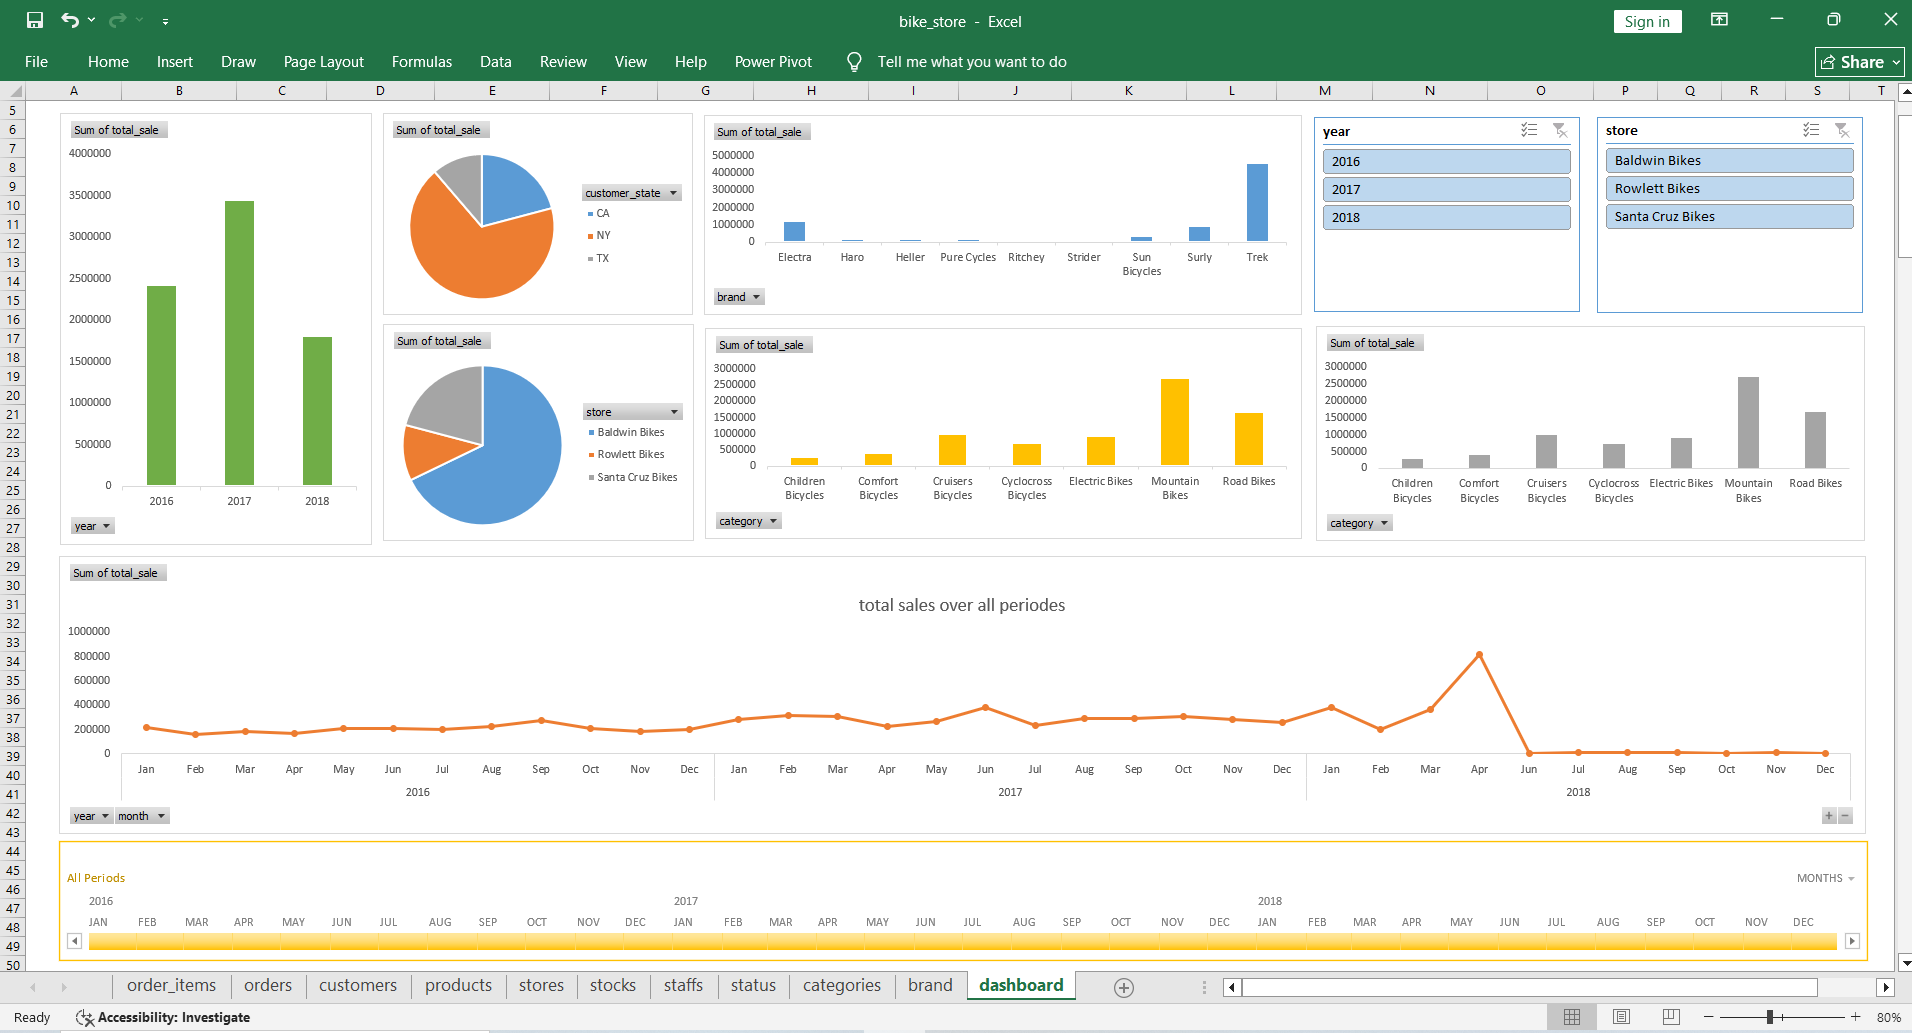 bike_store - Excel
Sign in
File Home Insert Draw Page Layout Formulas Data Review View Help Power Pivot Tell me what you want to do
Share
A B C D E F G H I J K L M N O P Q R S T
5
6
7
8
9
10
11
12
13
14
15
16
17
18
19
20
21
22
23
24
25
26
27
28
29
30
31
32
33
34
35
36
37
38
39
40
41
42
43
44
45
46
47
48
49
50
Sum of total_sale
4000000
3500000
3000000
2500000
2000000
1500000
1000000
500000
0
2016 2017 2018
year
Sum of total_sale
customer_state
CA
NY
TX
Sum of total_sale
store
Baldwin Bikes
Rowlett Bikes
Santa Cruz Bikes
Sum of total_sale
5000000
4000000
3000000
2000000
1000000
0
Electra Haro Heller Pure Cycles Ritchey Strider Sun Bicycles Surly Trek
brand
Sum of total_sale
3000000
2500000
2000000
1500000
1000000
500000
0
Children Bicycles Comfort Bicycles Cruisers Bicycles Cyclocross Bicycles Electric Bikes Mountain Bikes Road Bikes
category
year
2016
2017
2018
store
Baldwin Bikes
Rowlett Bikes
Santa Cruz Bikes
Sum of total_sale
3000000
2500000
2000000
1500000
1000000
500000
0
Children Bicycles Comfort Bicycles Cruisers Bicycles Cyclocross Bicycles Electric Bikes Mountain Bikes Road Bikes
category
Sum of total_sale
total sales over all periodes
1000000
800000
600000
400000
200000
0
Jan Feb Mar Apr May Jun Jul Aug Sep Oct Nov Dec Jan Feb Mar Apr May Jun Jul Aug Sep Oct Nov Dec Jan Feb Mar Apr Jun Jul Aug Sep Oct Nov Dec
2016 2017 2018
year month
+ −
All Periods
MONTHS
2016 2017 2018
JAN FEB MAR APR MAY JUN JUL AUG SEP OCT NOV DEC JAN FEB MAR APR MAY JUN JUL AUG SEP OCT NOV DEC JAN FEB MAR APR MAY JUN JUL AUG SEP OCT NOV DEC
order_items orders customers products stores stocks staffs status categories brand dashboard
Ready Accessibility: Investigate
80%